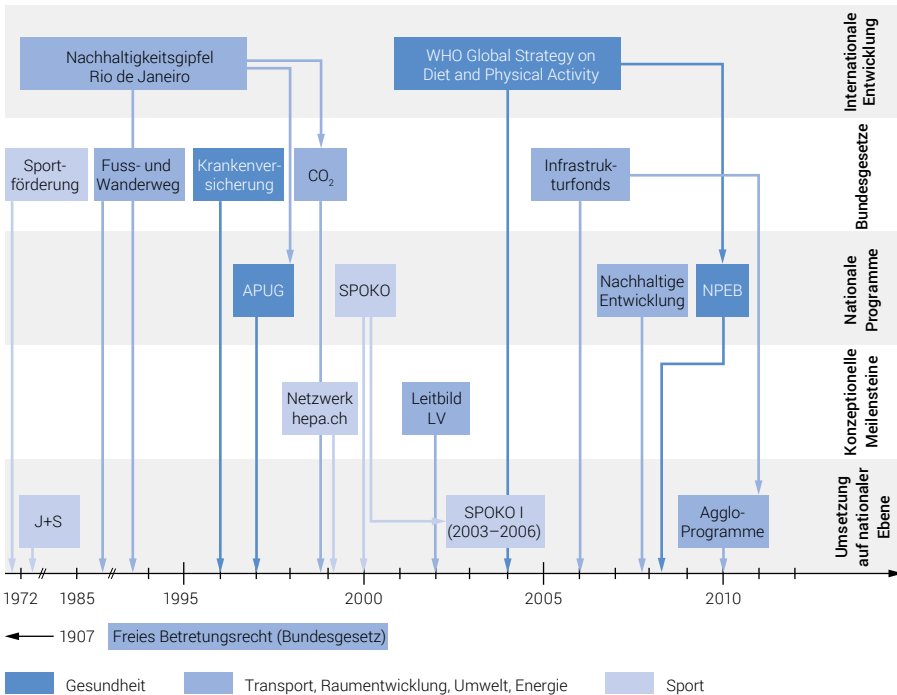 Nachhaltigkeitsgipfel
Rio de Janeiro
WHO Global Strategy on
Diet and Physical Activity
Internationale
Entwicklung
Sport-
förderung
Fuss- und
Wanderweg
Krankenver-
sicherung
CO₂
Infrastruk-
turfonds
Bundesgesetze
APUG
SPOKO
Nachhaltige
Entwicklung
NPEB
Nationale
Programme
Netzwerk
hepa.ch
Leitbild
LV
Konzeptionelle
Meilensteine
J+S
SPOKO I
(2003–2006)
Agglo-
Programme
Umsetzung
auf nationaler
Ebene
1972 1985 1995 2000 2005 2010
1907 Freies Betretungsrecht (Bundesgesetz)
Gesundheit Transport, Raumentwicklung, Umwelt, Energie Sport